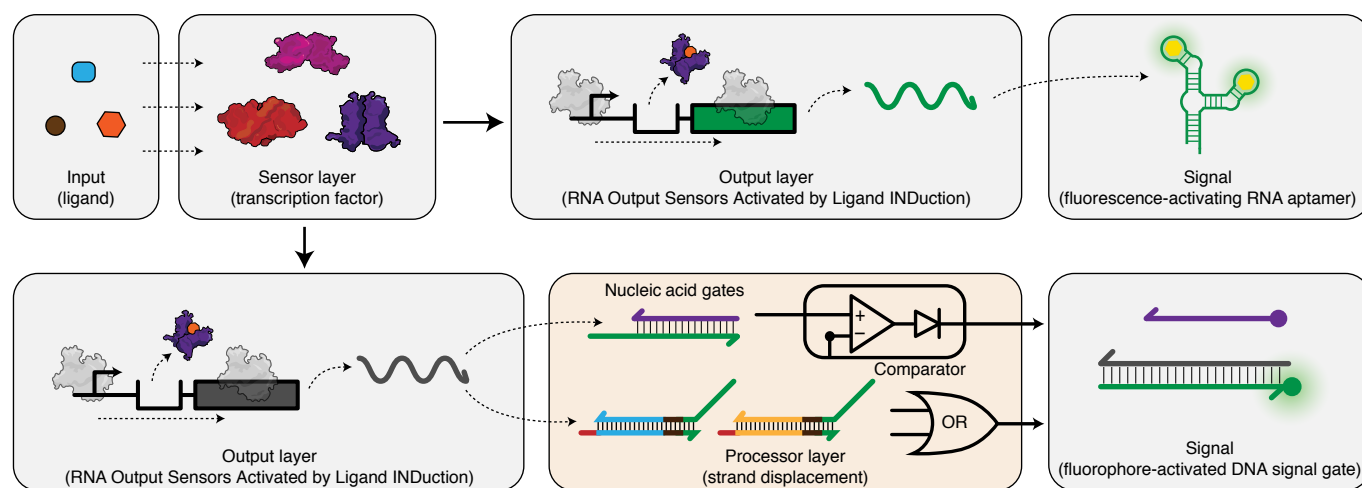 Input
(ligand)
Sensor layer
(transcription factor)
Output layer
(RNA Output Sensors Activated by Ligand INDuction)
Signal
(fluorescence-activating RNA aptamer)
Output layer
(RNA Output Sensors Activated by Ligand INDuction)
Nucleic acid gates
+
−
Comparator
OR
Processor layer
(strand displacement)
Signal
(fluorophore-activated DNA signal gate)